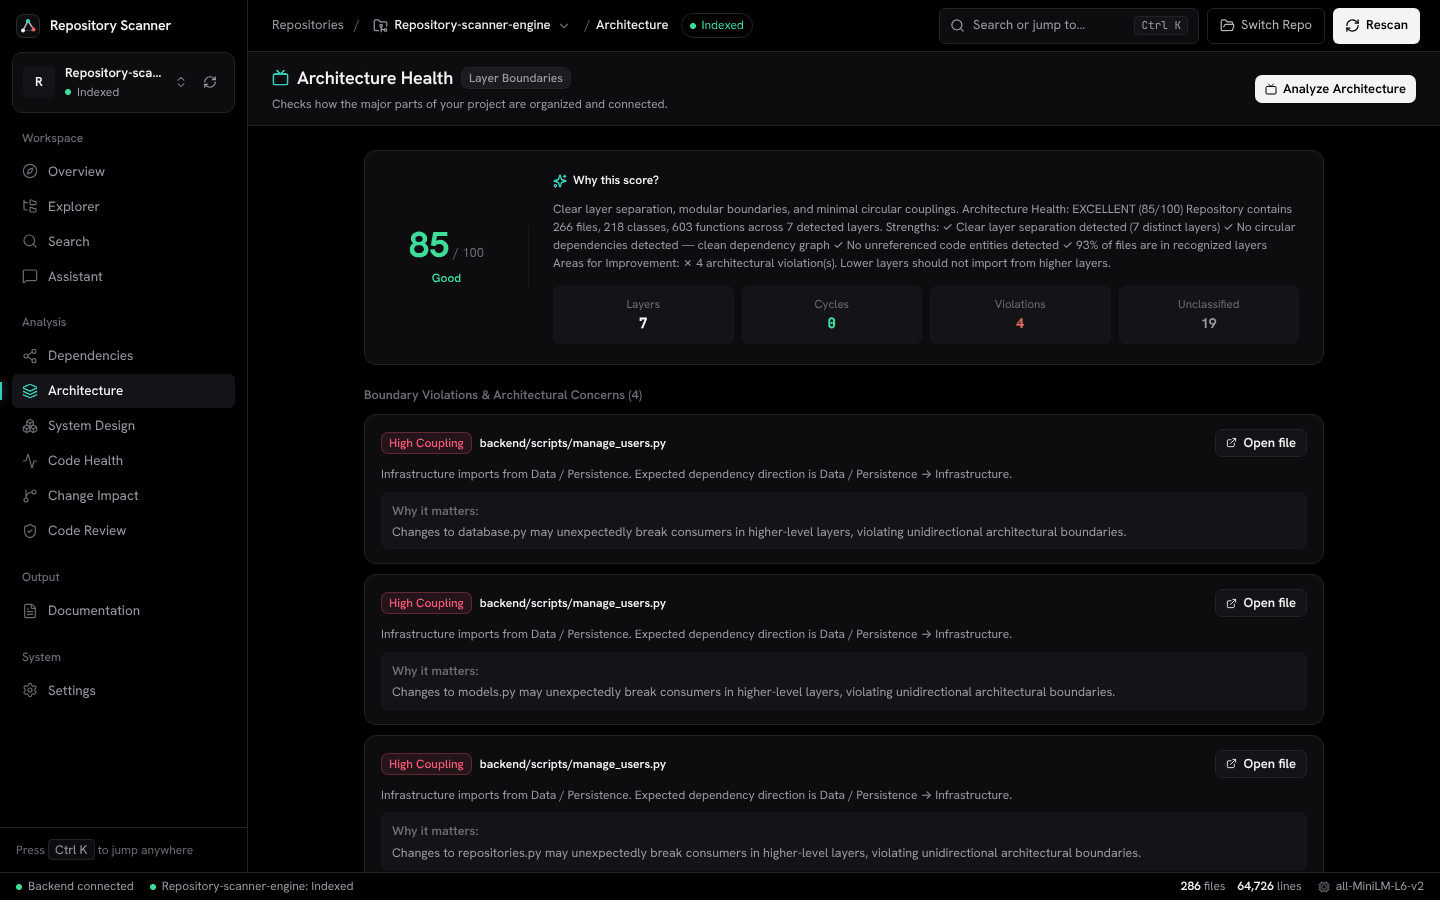 Repository Scanner
R
Repository-sca...
Indexed
Workspace
Overview
Explorer
Search
Assistant
Analysis
Dependencies
Architecture
System Design
Code Health
Change Impact
Code Review
Output
Documentation
System
Settings
Press Ctrl K to jump anywhere
Repositories / Repository-scanner-engine / Architecture Indexed
Search or jump to... Ctrl K
Switch Repo
Rescan
Architecture Health Layer Boundaries
Checks how the major parts of your project are organized and connected.
Analyze Architecture
85 / 100
Good
Why this score?
Clear layer separation, modular boundaries, and minimal circular couplings. Architecture Health: EXCELLENT (85/100) Repository contains
266 files, 218 classes, 603 functions across 7 detected layers. Strengths: ✓ Clear layer separation detected (7 distinct layers) ✓ No circular
dependencies detected — clean dependency graph ✓ No unreferenced code entities detected ✓ 93% of files are in recognized layers
Areas for Improvement: × 4 architectural violation(s). Lower layers should not import from higher layers.
Layers
7
Cycles
0
Violations
4
Unclassified
19
Boundary Violations & Architectural Concerns (4)
High Coupling backend/scripts/manage_users.py
Open file
Infrastructure imports from Data / Persistence. Expected dependency direction is Data / Persistence → Infrastructure.
Why it matters:
Changes to database.py may unexpectedly break consumers in higher-level layers, violating unidirectional architectural boundaries.
High Coupling backend/scripts/manage_users.py
Open file
Infrastructure imports from Data / Persistence. Expected dependency direction is Data / Persistence → Infrastructure.
Why it matters:
Changes to models.py may unexpectedly break consumers in higher-level layers, violating unidirectional architectural boundaries.
High Coupling backend/scripts/manage_users.py
Open file
Infrastructure imports from Data / Persistence. Expected dependency direction is Data / Persistence → Infrastructure.
Why it matters:
Changes to repositories.py may unexpectedly break consumers in higher-level layers, violating unidirectional architectural boundaries.
Backend connected
Repository-scanner-engine: Indexed
286 files
64,726 lines
all-MiniLM-L6-v2